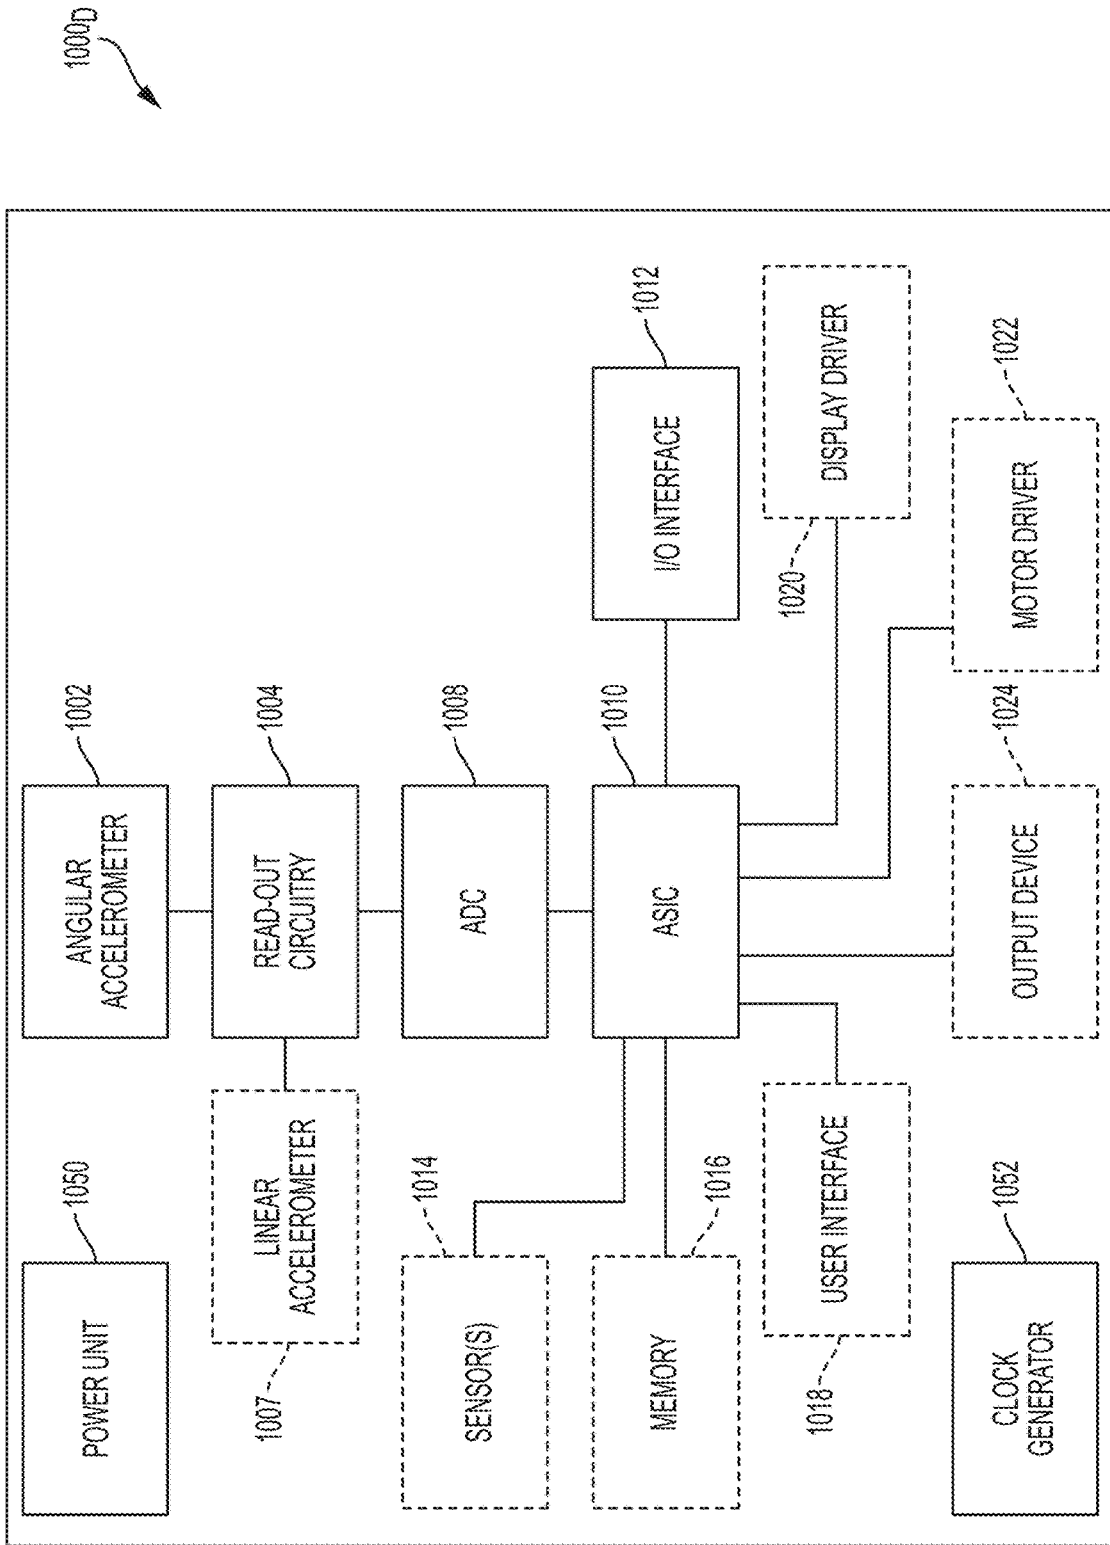 1000D
POWER UNIT
1050
ANGULAR
ACCELEROMETER
1002
LINEAR
ACCELEROMETER
1007
READ-OUT
CIRCUITRY
1004
SENSOR(S)
1014
ADC
1008
MEMORY
1016
ASIC
1010
I/O INTERFACE
1012
USER INTERFACE
1018
DISPLAY DRIVER
1020
CLOCK
GENERATOR
1052
OUTPUT DEVICE
1024
MOTOR DRIVER
1022